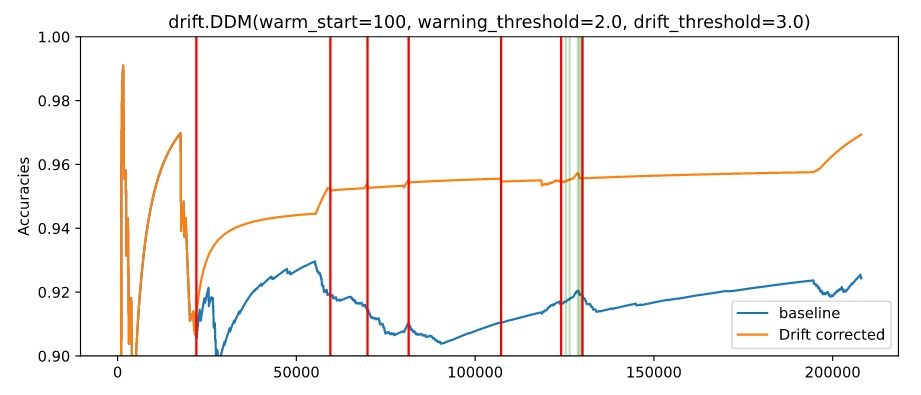 drift.DDM(warm_start=100, warning_threshold=2.0, drift_threshold=3.0)
1.00
0.98
0.96
0.94
0.92
0.90
Accuracies
baseline
Drift corrected
0 50000 100000 150000 200000